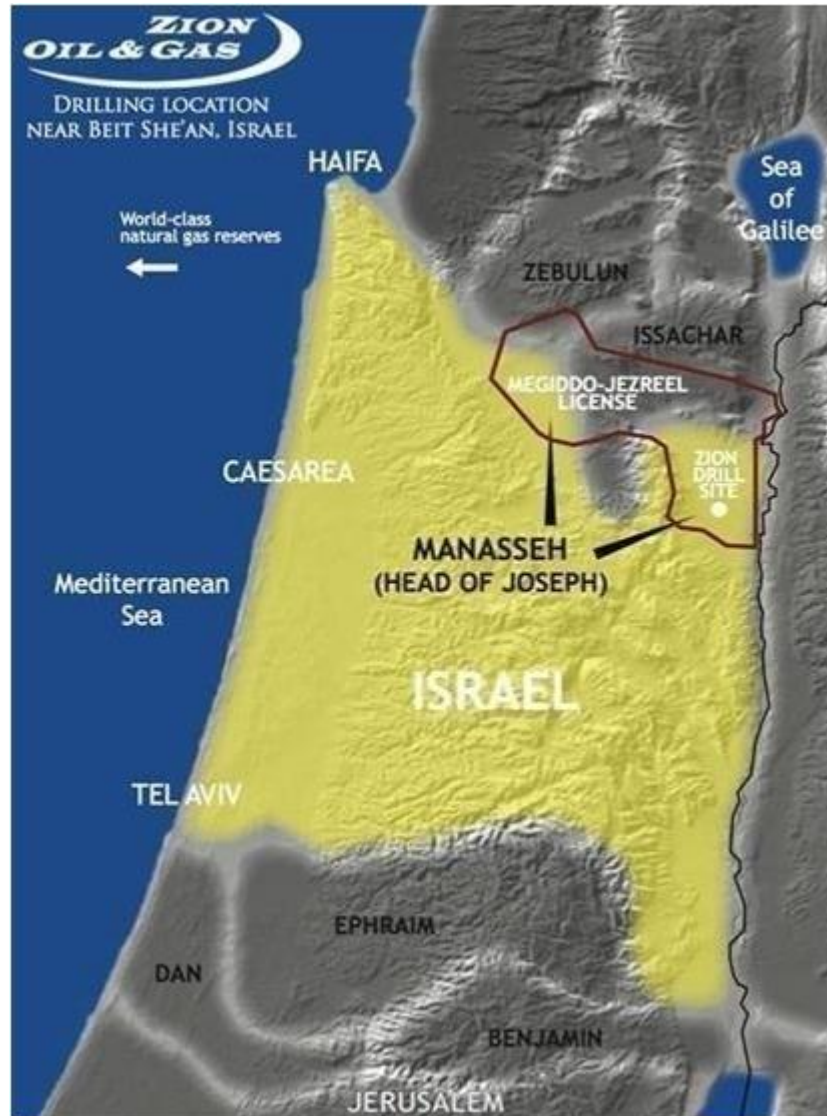 ZION
OIL & GAS
DRILLING LOCATION
NEAR BEIT SHE'AN, ISRAEL
HAIFA
Sea
of
Galilee
World-class
natural gas reserves
ZEBULUN
ISSACHAR
MEGIDDO-JEZREEL
LICENSE
CAESAREA
ZION
DRILL
SITE
MANASSEH
(HEAD OF JOSEPH)
Mediterranean
Sea
ISRAEL
TEL AVIV
EPHRAIM
DAN
BENJAMIN
JERUSALEM